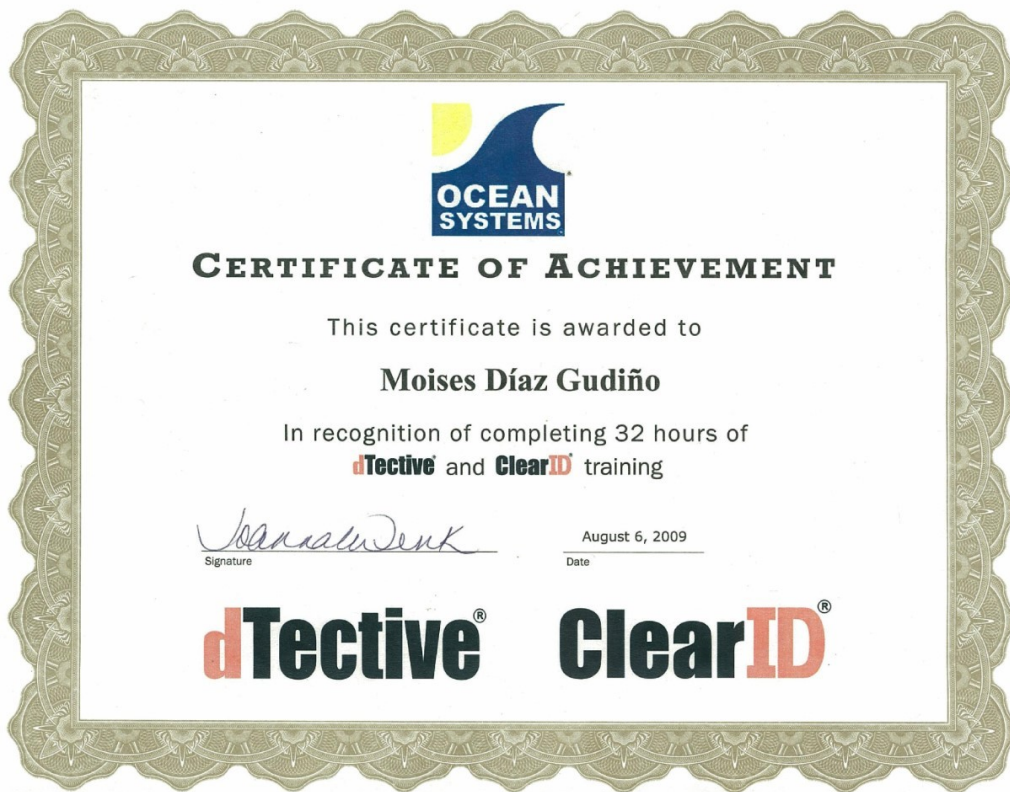 OCEAN
SYSTEMS
CERTIFICATE OF ACHIEVEMENT
This certificate is awarded to
Moises Díaz Gudiño
In recognition of completing 32 hours of
dTective® and ClearID® training
August 6, 2009
Signature
Date
dTective®
ClearID®